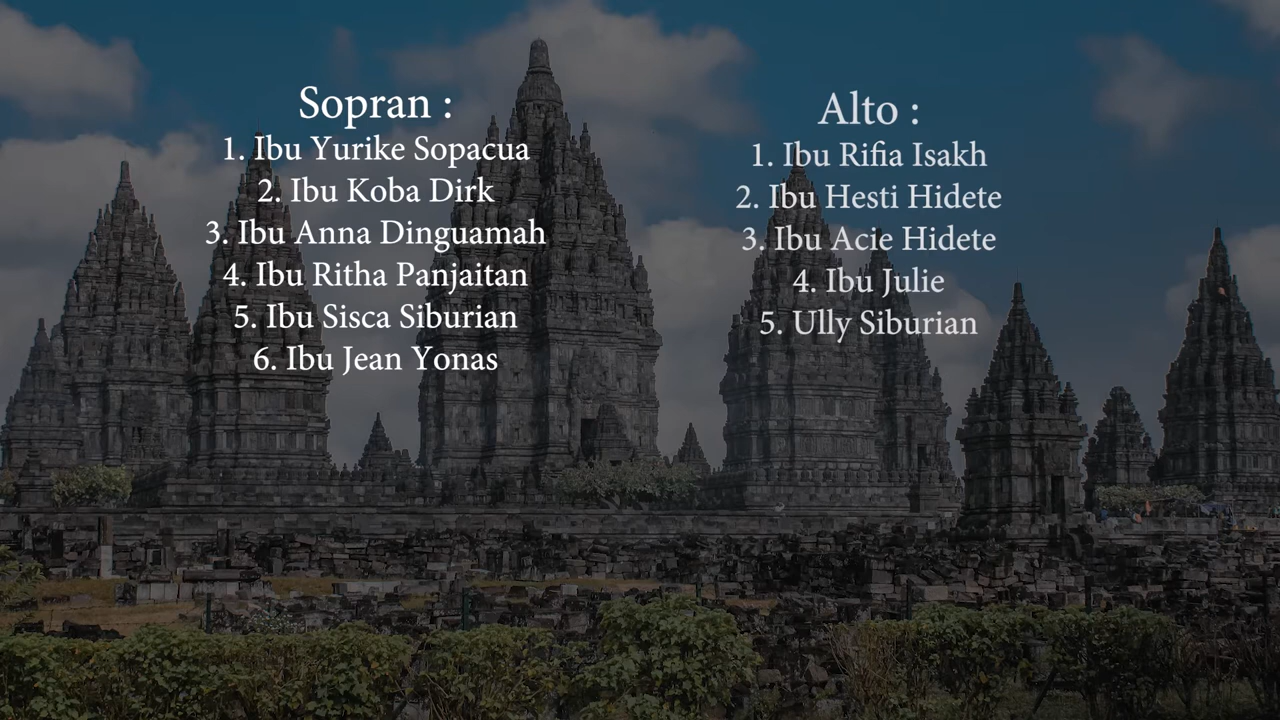 Sopran :
1. Ibu Yurike Sopacua
2. Ibu Koba Dirk
3. Ibu Anna Dinguamah
4. Ibu Ritha Panjaitan
5. Ibu Sisca Siburian
6. Ibu Jean Yonas
Alto :
1. Ibu Rifia Isakh
2. Ibu Hesti Hidete
3. Ibu Acie Hidete
4. Ibu Julie
5. Ully Siburian